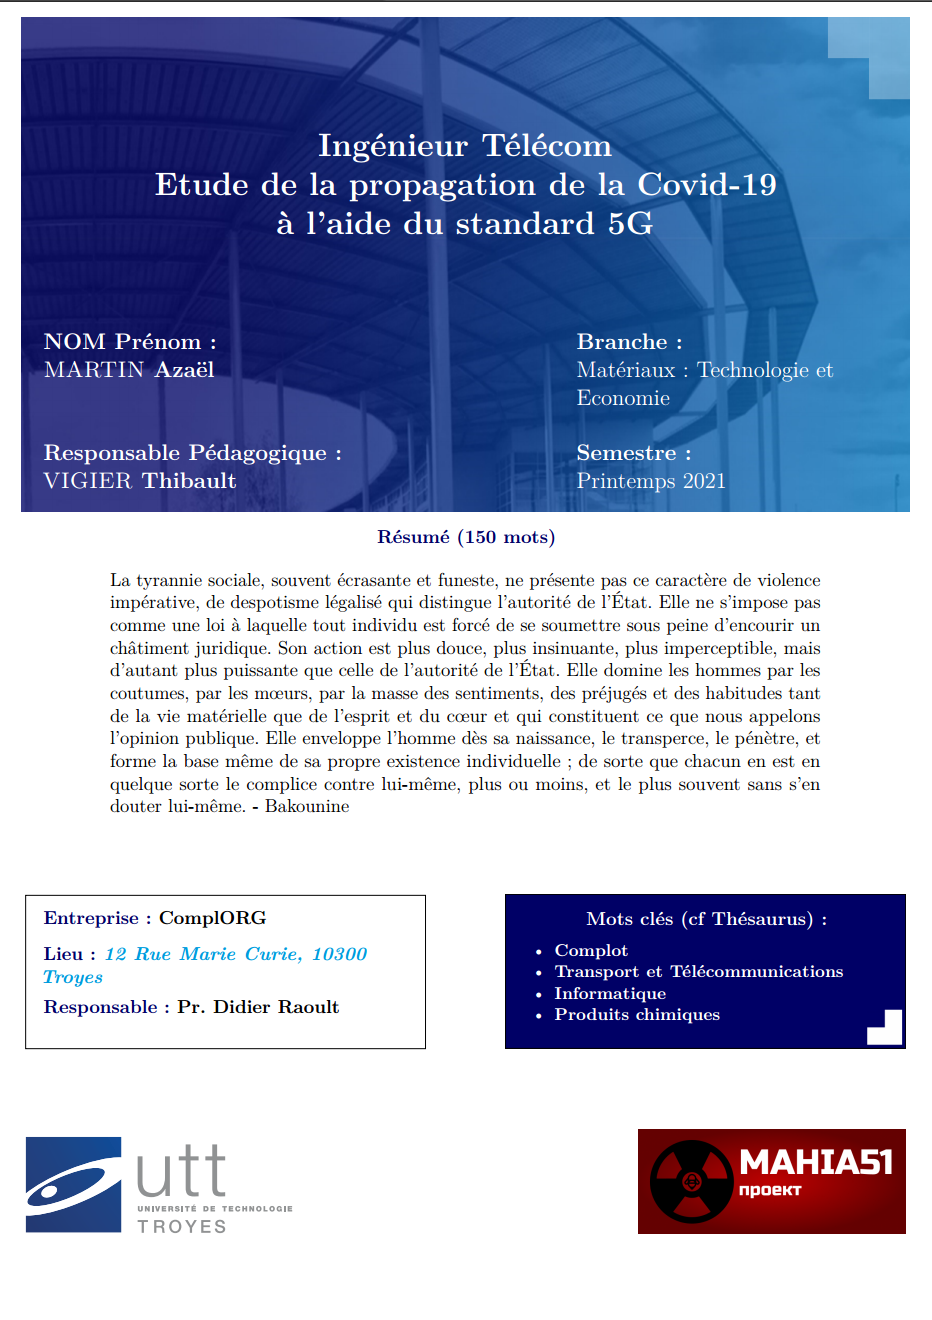 Ingénieur Télécom
Etude de la propagation de la Covid-19
à l'aide du standard 5G
NOM Prénom :
MARTIN Azaël
Branche :
Matériaux : Technologie et
Economie
Responsable Pédagogique :
VIGIER Thibault
Semestre :
Printemps 2021
Résumé (150 mots)
La tyrannie sociale, souvent écrasante et funeste, ne présente pas ce caractère de violence
impérative, de despotisme légalisé qui distingue l'autorité de l'État. Elle ne s'impose pas
comme une loi à laquelle tout individu est forcé de se soumettre sous peine d'encourir un
châtiment juridique. Son action est plus douce, plus insinuante, plus imperceptible, mais
d'autant plus puissante que celle de l'autorité de l'État. Elle domine les hommes par les
coutumes, par les mœurs, par la masse des sentiments, des préjugés et des habitudes tant
de la vie matérielle que de l'esprit et du cœur et qui constituent ce que nous appelons
l'opinion publique. Elle enveloppe l'homme dès sa naissance, le transperce, le pénètre, et
forme la base même de sa propre existence individuelle ; de sorte que chacun en est en
quelque sorte le complice contre lui-même, plus ou moins, et le plus souvent sans s'en
douter lui-même. - Bakounine
Entreprise : ComplORG
Lieu : 12 Rue Marie Curie, 10300
Troyes
Responsable : Pr. Didier Raoult
Mots clés (cf Thésaurus) :
• Complot
• Transport et Télécommunications
• Informatique
• Produits chimiques
utt
UNIVERSITÉ DE TECHNOLOGIE
TROYES
MAHIA51
проект